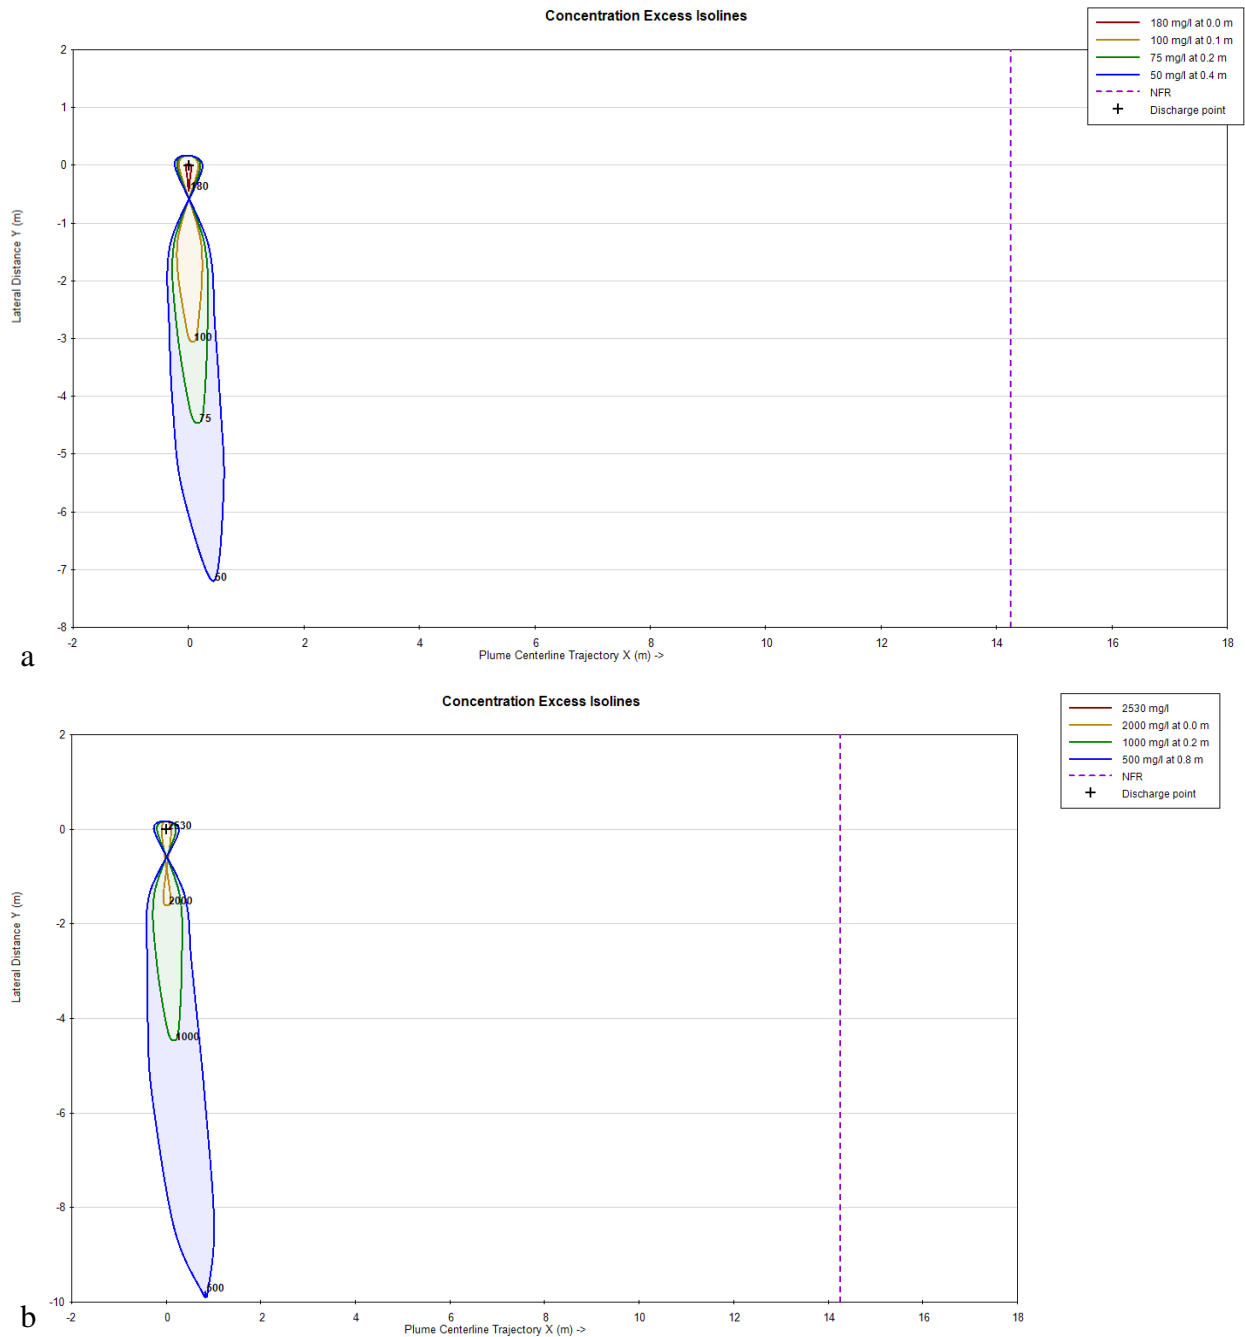 Concentration Excess Isolines
180 mg/l at 0.0 m
100 mg/l at 0.1 m
75 mg/l at 0.2 m
50 mg/l at 0.4 m
NFR
Discharge point
2
1
0
-1
-2
-3
-4
-5
-6
-7
-8
Lateral Distance Y (m)
180
100
75
50
-2 0 2 4 6 8 10 12 14 16 18
Plume Centerline Trajectory X (m) ->
a
Concentration Excess Isolines
2530 mg/l
2000 mg/l at 0.0 m
1000 mg/l at 0.2 m
500 mg/l at 0.8 m
NFR
Discharge point
2
0
-2
-4
-6
-8
-10
Lateral Distance Y (m)
2530
2000
1000
500
-2 0 2 4 6 8 10 12 14 16 18
Plume Centerline Trajectory X (m) ->
b